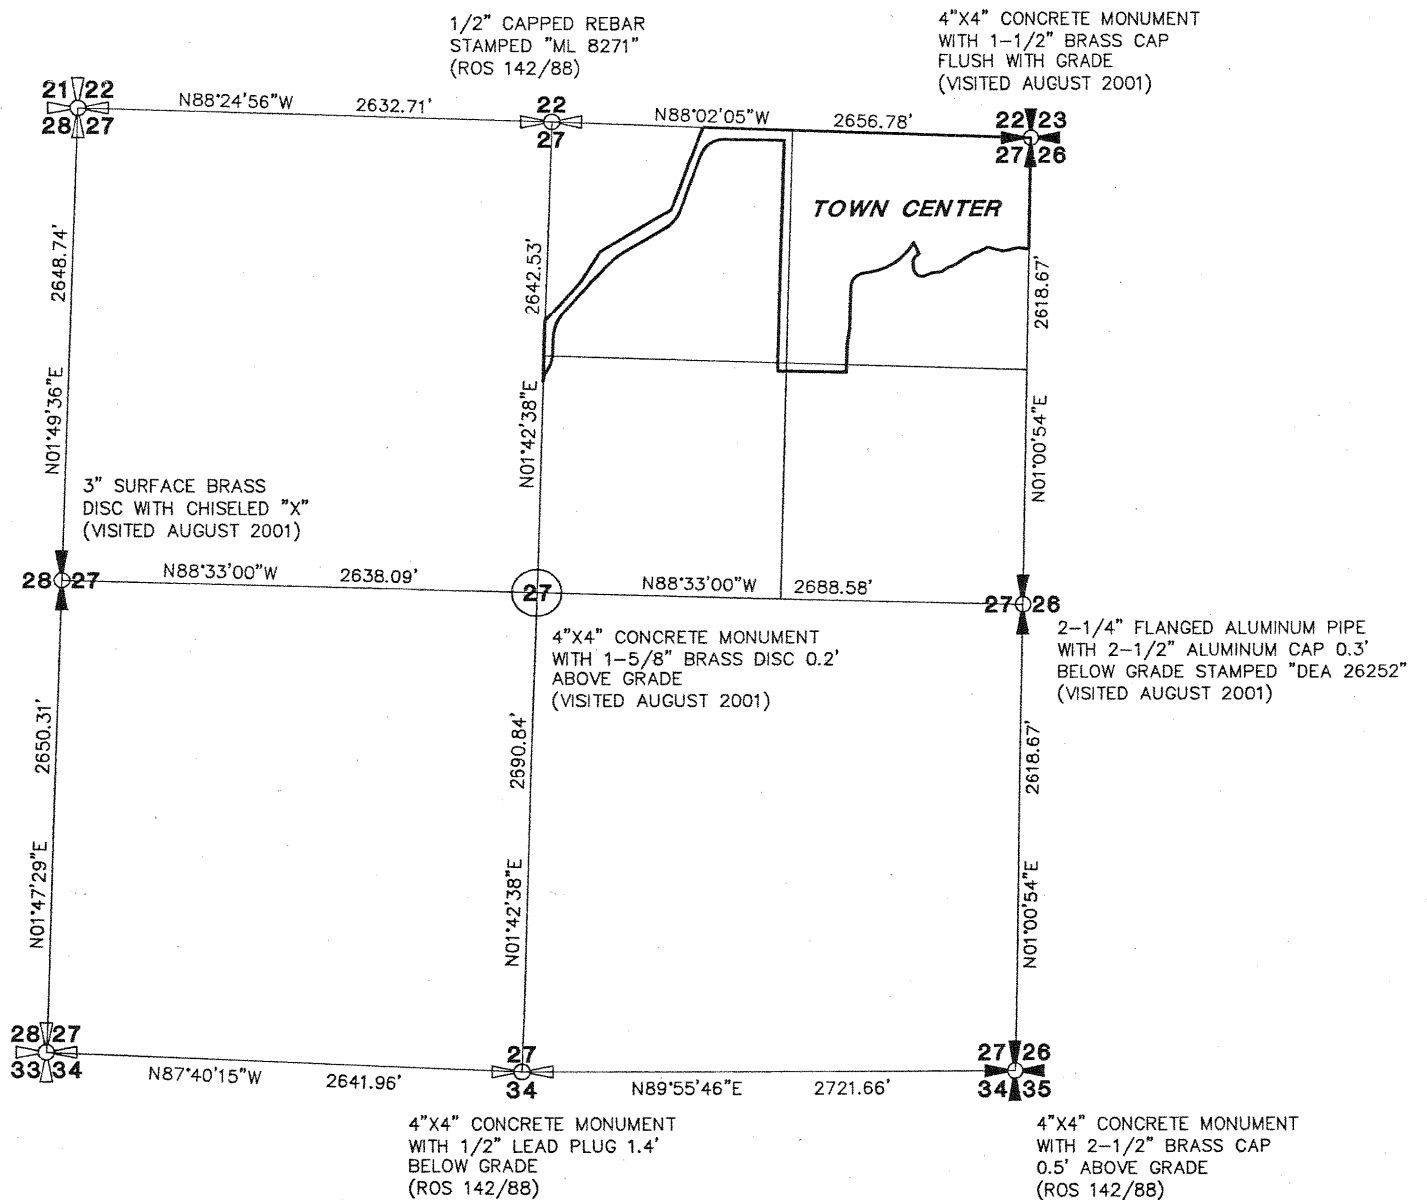 1/2" CAPPED REBAR
STAMPED "ML 8271"
(ROS 142/88)
4"X4" CONCRETE MONUMENT
WITH 1-1/2" BRASS CAP
FLUSH WITH GRADE
(VISITED AUGUST 2001)
21 22
28 27
N88°24'56"W 2632.71'
22
27
N88°02'05"W 2656.78'
22 23
27 26
TOWN CENTER
2648.74'
N01°49'36"E
2642.53'
N01°42'38"E
2618.67'
N01°00'54"E
3" SURFACE BRASS
DISC WITH CHISELED "X"
(VISITED AUGUST 2001)
28 27
N88°33'00"W 2638.09'
27
N88°33'00"W 2688.58'
27 26
4"X4" CONCRETE MONUMENT
WITH 1-5/8" BRASS DISC 0.2'
ABOVE GRADE
(VISITED AUGUST 2001)
2-1/4" FLANGED ALUMINUM PIPE
WITH 2-1/2" ALUMINUM CAP 0.3'
BELOW GRADE STAMPED "DEA 26252"
(VISITED AUGUST 2001)
2650.31'
N01°47'29"E
2690.84'
N01°42'38"E
2618.67'
N01°00'54"E
28 27
33 34
N87°40'15"W 2641.96'
27
34
N89°55'46"E 2721.66'
27 26
34 35
4"X4" CONCRETE MONUMENT
WITH 1/2" LEAD PLUG 1.4'
BELOW GRADE
(ROS 142/88)
4"X4" CONCRETE MONUMENT
WITH 2-1/2" BRASS CAP
0.5' ABOVE GRADE
(ROS 142/88)